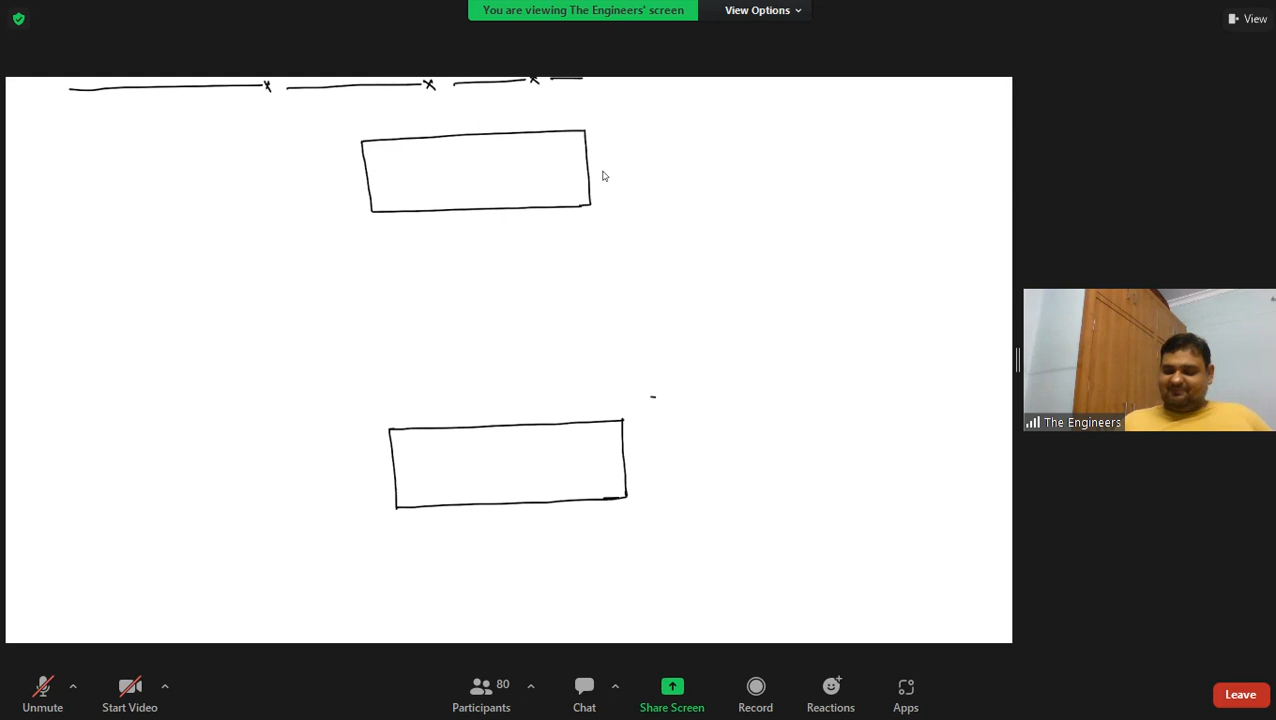 You are viewing The Engineers' screen
View Options
View
The Engineers
Unmute
Start Video
Participants
80
Chat
Share Screen
Record
Reactions
Apps
Leave